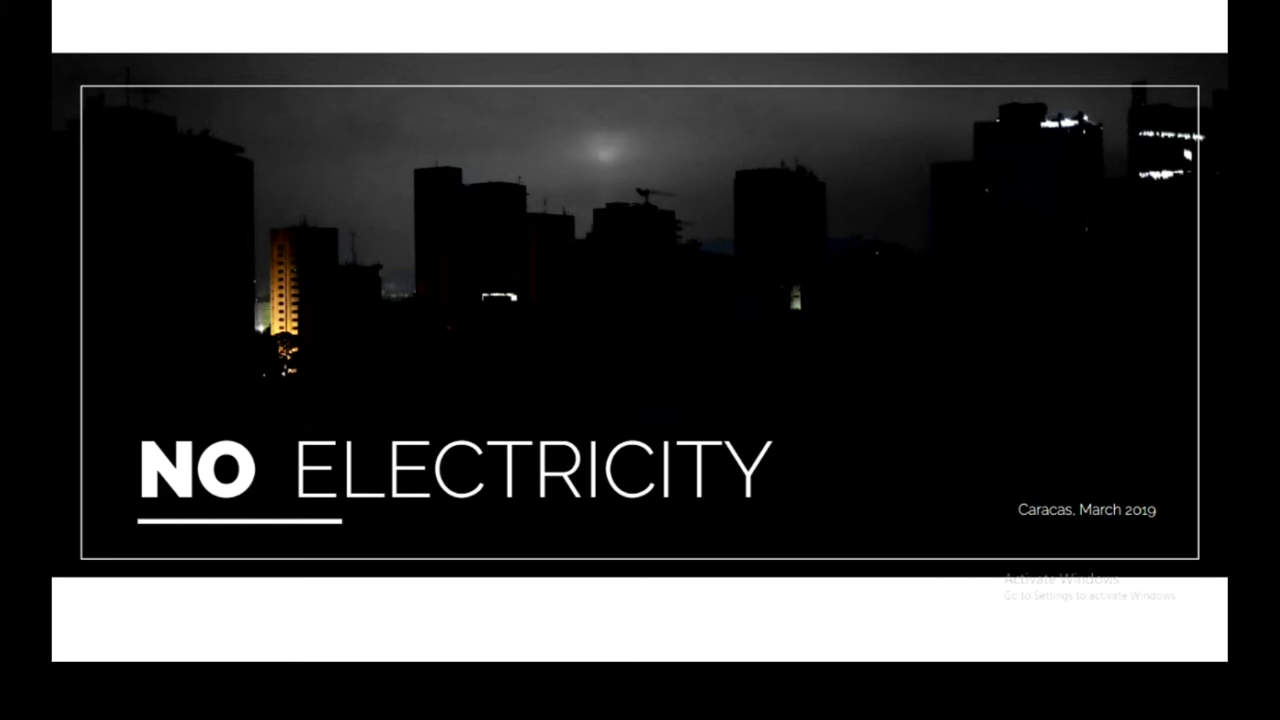 NO ELECTRICITY
Caracas, March 2019
Activate Windows
Go to Settings to activate Windows.